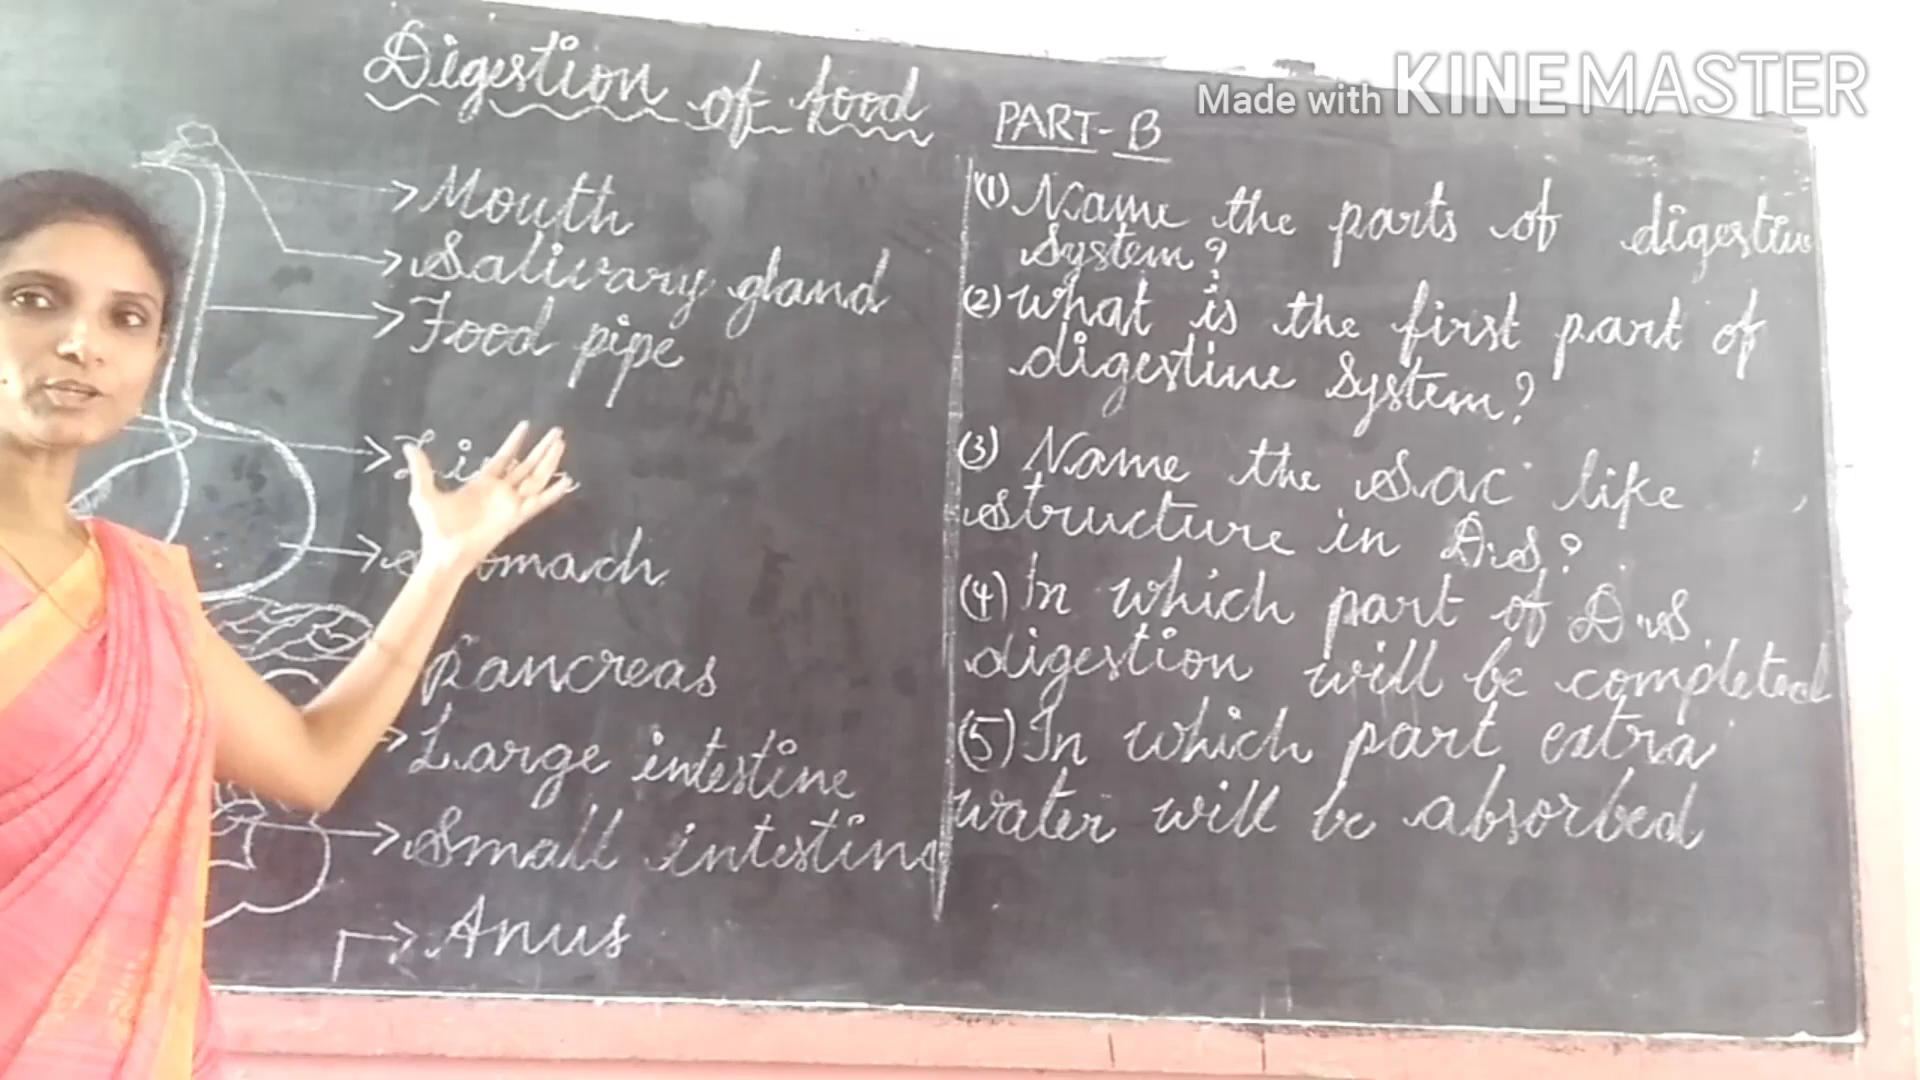 Made with KINEMASTER
Digestion of food
Mouth
Salivary gland
Food pipe
Stomach
Pancreas
Large intestine
Small intestine
Anus
PART-B
(1) Name the parts of digestive
system?
(2) What is the first part of
digestive system?
(3) Name the sac like
structure in D.S?
(4) In which part of D.S.
digestion will be completed
(5) In which part extra
water will be absorbed